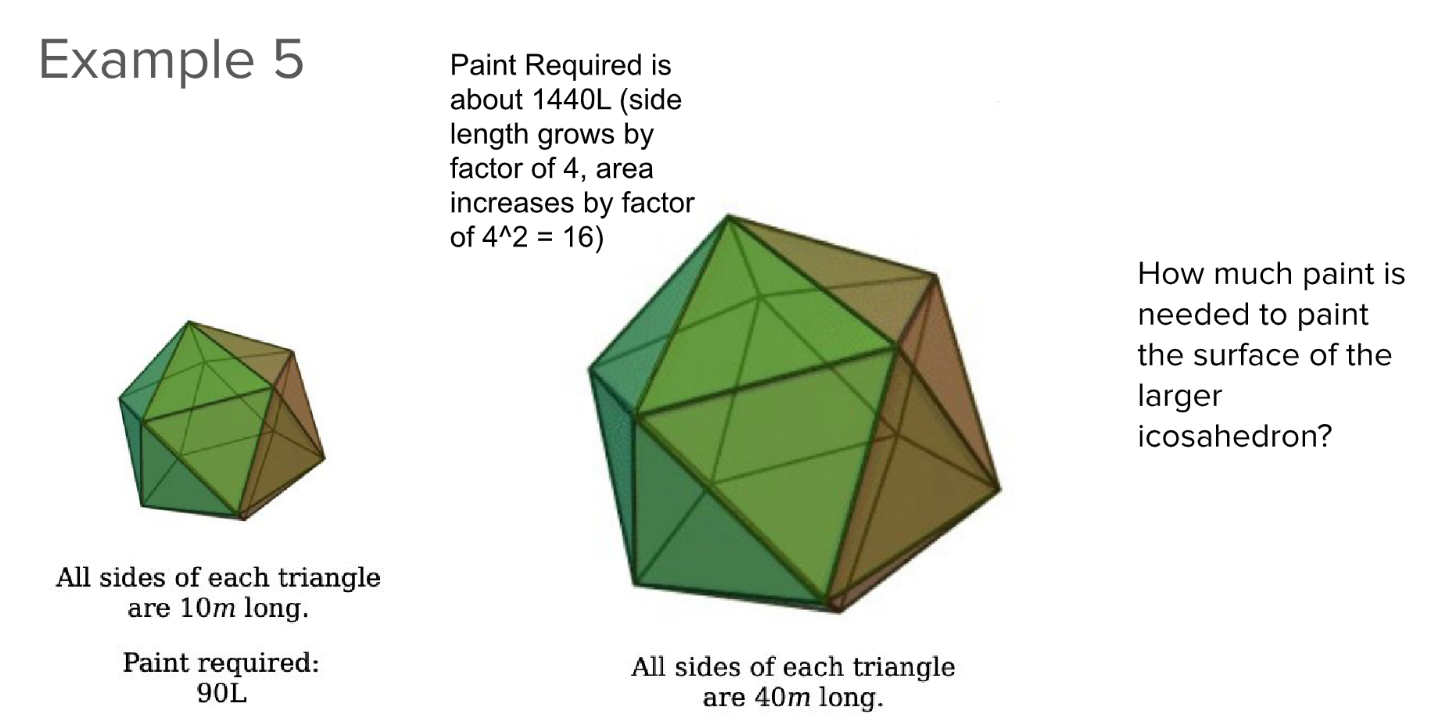 Example 5
Paint Required is
about 1440L (side
length grows by
factor of 4, area
increases by factor
of 4^2 = 16)
How much paint is
needed to paint
the surface of the
larger
icosahedron?
All sides of each triangle
are 10m long.
Paint required:
90L
All sides of each triangle
are 40m long.